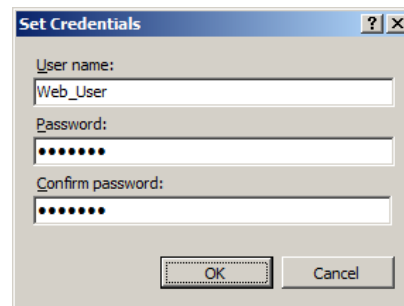 Set Credentials
User name:
Web_User
Password:
•••••••
Confirm password:
•••••••
OK Cancel